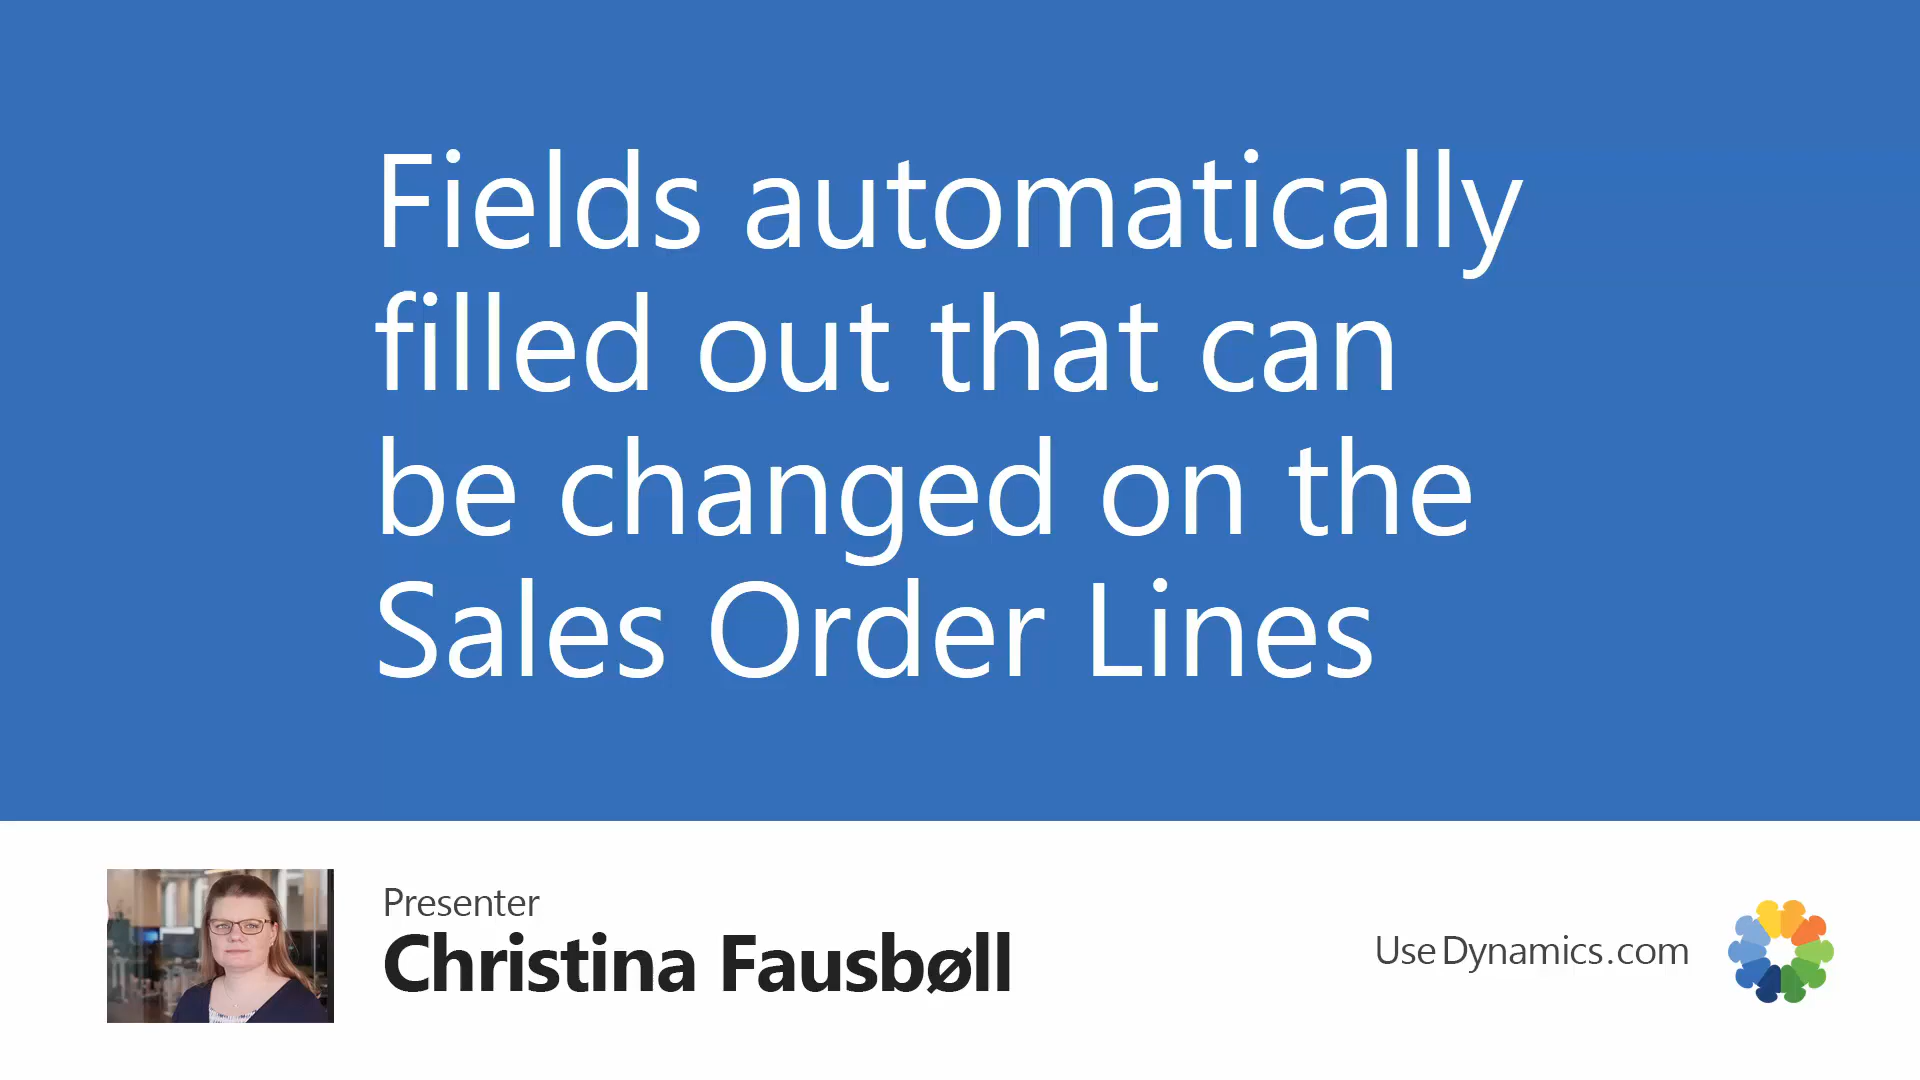 Fields automatically
filled out that can
be changed on the
Sales Order Lines
Presenter
Christina Fausbøll
UseDynamics.com